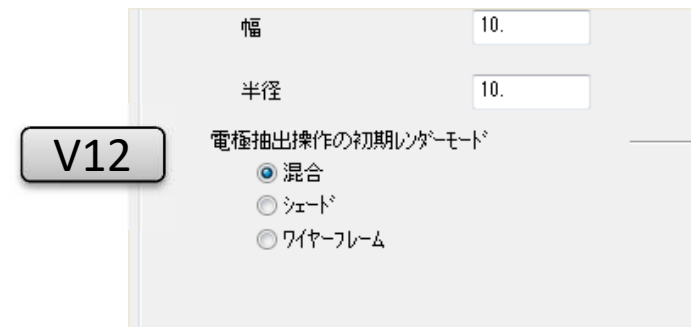 幅 10.
半径 10.
V12
電極抽出操作の初期ﾚﾝﾀﾞｰﾓｰﾄﾞ
混合
ｼｪｰﾄﾞ
ﾜｲﾔｰﾌﾚｰﾑ